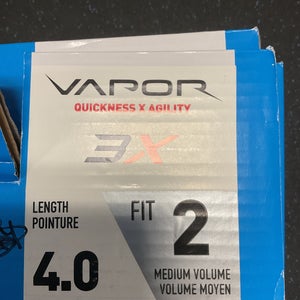 VAPOR
QUICKNESS X AGILITY
3X
LENGTH
POINTURE
4.0
FIT 2
MEDIUM VOLUME
VOLUME MOYEN